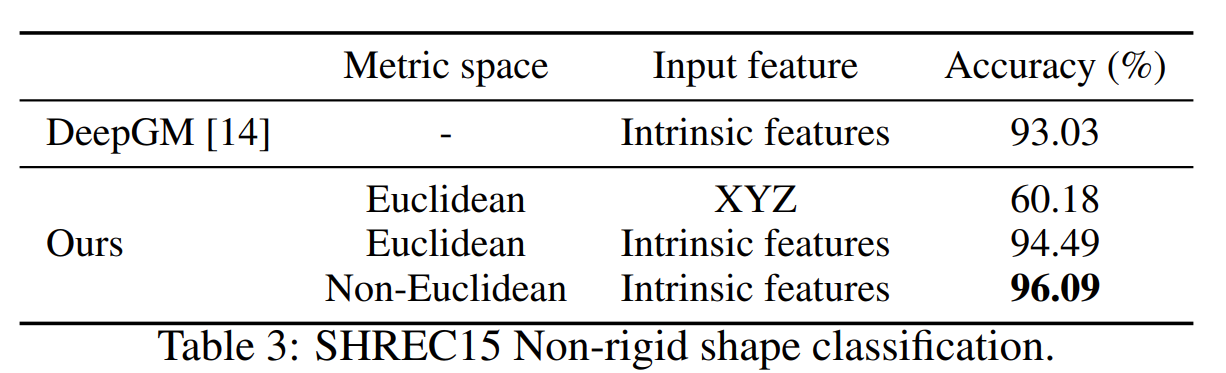 Metric space Input feature Accuracy (%)
DeepGM [14] - Intrinsic features 93.03
Euclidean XYZ 60.18
Ours Euclidean Intrinsic features 94.49
Non-Euclidean Intrinsic features 96.09
Table 3: SHREC15 Non-rigid shape classification.